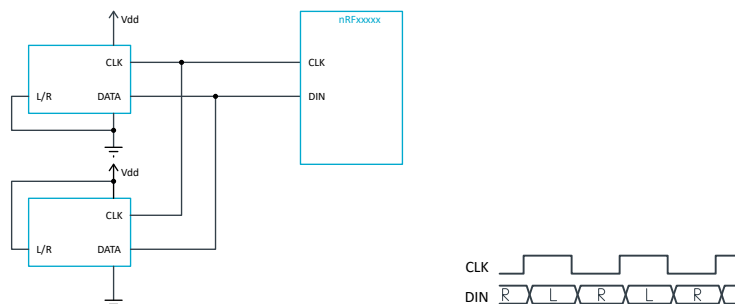 Vdd
nRFxxxxx
CLK
CLK
L/R
DATA
DIN
Vdd
CLK
L/R
DATA
CLK
DIN
R
L
R
L
R